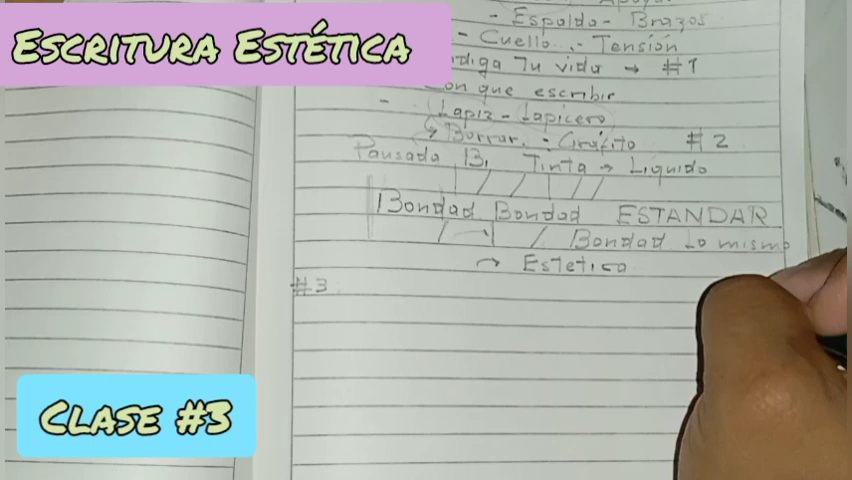 ESCRITURA ESTÉTICA
- Espalda - Brazos
- Cuello... - Tensión
Tu vida → #1
Con que escribir
- Lapiz - Lapicero
Borrar. - Grafito #2
Pausada B, Tinta → Líquido
Bondad Bondad ESTANDAR
Bondad Lo mismo
→ Estetica
#3
CLASE #3